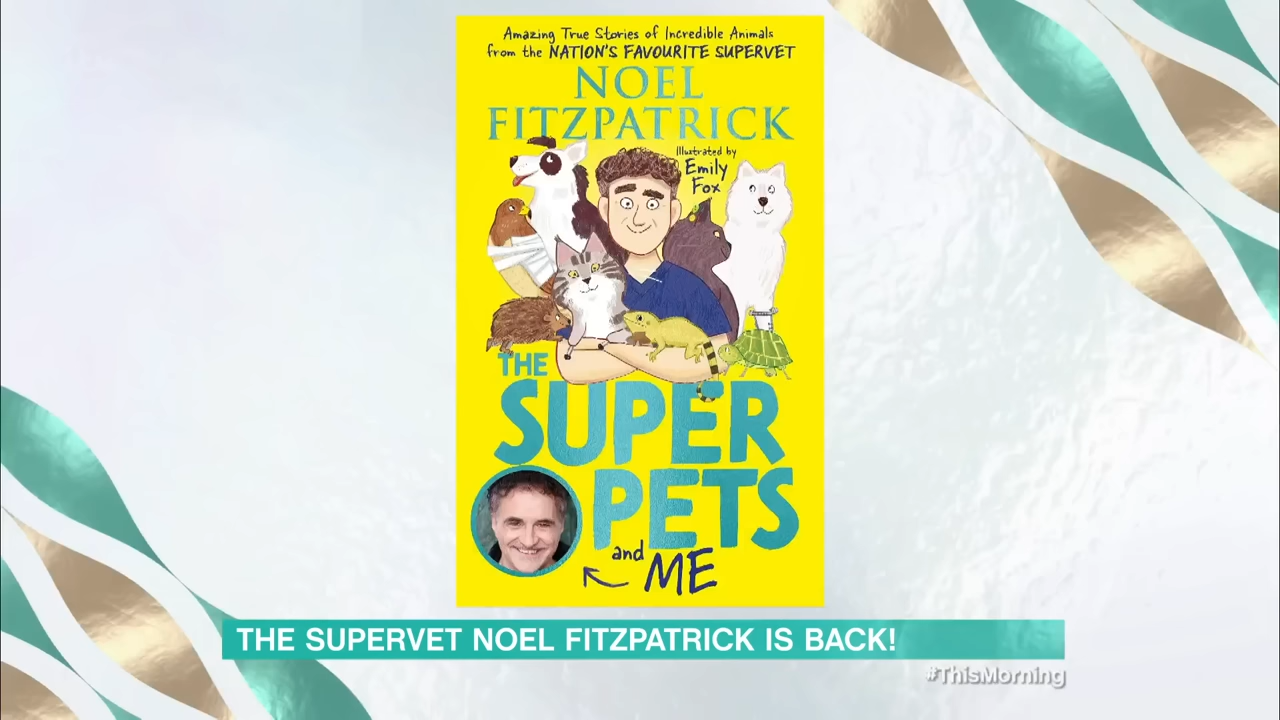 Amazing True Stories of Incredible Animals
from the NATION'S FAVOURITE SUPERVET
NOEL
FITZPATRICK
Illustrated by
Emily
Fox
THE
SUPER
PETS
and
ME
THE SUPERVET NOEL FITZPATRICK IS BACK!
#ThisMorning